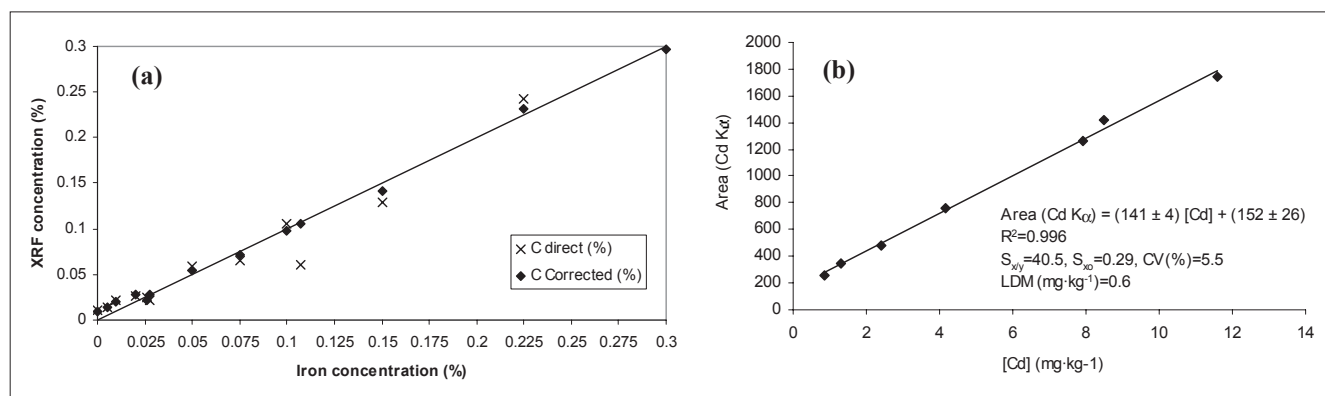 (a)
XRF concentration (%)
0.3
0.25
0.2
0.15
0.1
0.05
0
0 0.025 0.05 0.075 0.1 0.125 0.15 0.175 0.2 0.225 0.25 0.275 0.3
Iron concentration (%)
× C direct (%)
◆ C Corrected (%)
(b)
Area (Cd Kα)
2000
1800
1600
1400
1200
1000
800
600
400
200
0
0 2 4 6 8 10 12 14
[Cd] (mg·kg-1)
Area (Cd Kα) = (141 ± 4) [Cd] + (152 ± 26)
R²=0.996
Sx/y=40.5, Sxo=0.29, CV(%)=5.5
LDM (mg·kg⁻¹)=0.6